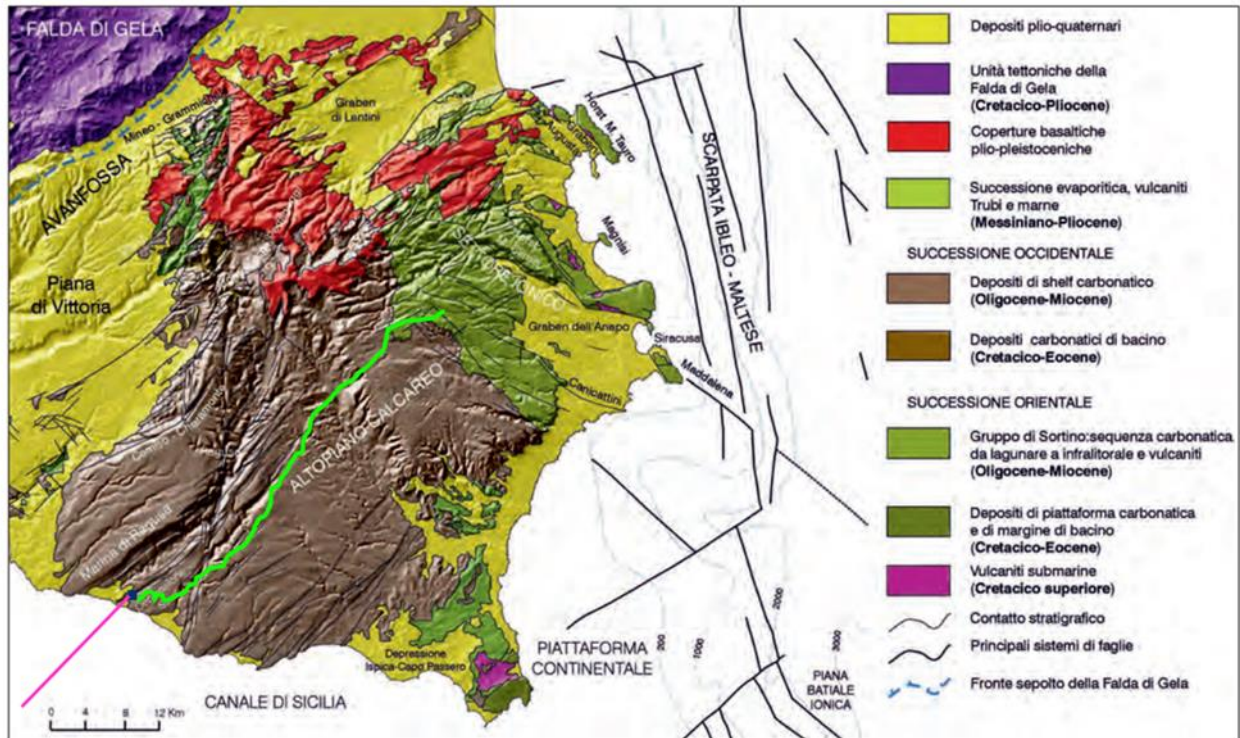 FALDA DI GELA
AVANFOSSA
Piana
di Vittoria
Graben
di Lentini
Graben
Augusta
Horst M. Tauro
Magnisi
Graben dell'Anapo
Siracusa
Maddalena
Canicattini
ALTOPIANO CALCAREO
Marina di Ragusa
Depressione
Ispica-Capo Passero
CANALE DI SICILIA
0 4 8 12 Km
SCARPATA IBLEO - MALTESE
PIATTAFORMA
CONTINENTALE
200
1000
2000
3000
PIANA
BATIALE
IONICA
Depositi plio-quaternari
Unità tettoniche della
Falda di Gela
(Cretacico-Pliocene)
Coperture basaltiche
plio-pleistoceniche
Successione evaporitica, vulcaniti
Trubi e marne
(Messiniano-Pliocene)
SUCCESSIONE OCCIDENTALE
Depositi di shelf carbonatico
(Oligocene-Miocene)
Depositi carbonatici di bacino
(Cretacico-Eocene)
SUCCESSIONE ORIENTALE
Gruppo di Sortino:sequenza carbonatica
da lagunare a infralitorale e vulcaniti
(Oligocene-Miocene)
Depositi di piattaforma carbonatica
e di margine di bacino
(Cretacico-Eocene)
Vulcaniti submarine
(Cretacico superiore)
Contatto stratigrafico
Principali sistemi di faglie
Fronte sepolto della Falda di Gela